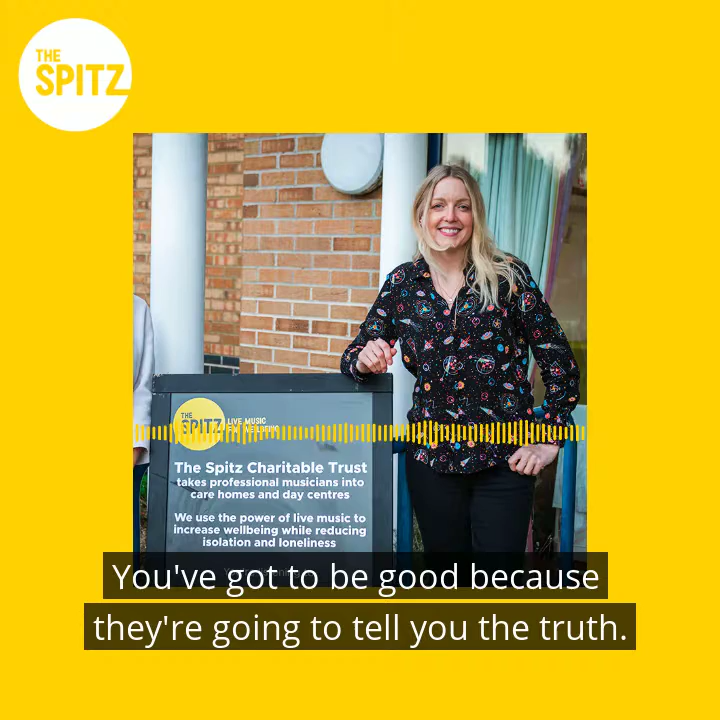 THE
SPITZ
THE
SPITZ
LIVE MUSIC
FOR WELLBEING
The Spitz Charitable Trust
takes professional musicians into
care homes and day centres
We use the power of live music to
increase wellbeing while reducing
isolation and loneliness
You've got to be good because
they're going to tell you the truth.